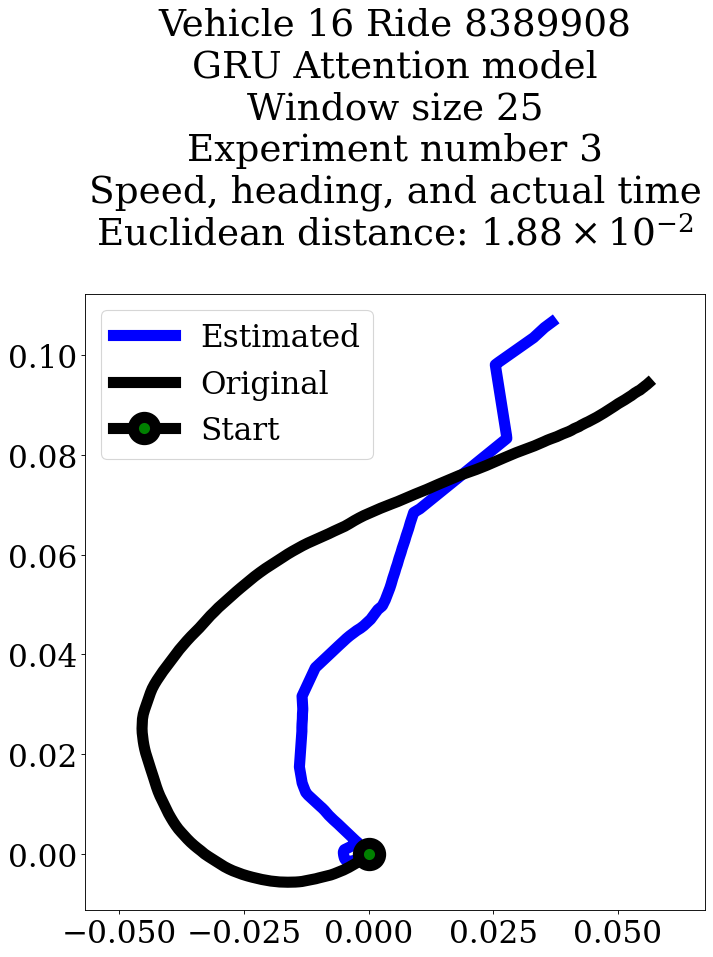 Vehicle 16 Ride 8389908
GRU Attention model
Window size 25
Experiment number 3
Speed, heading, and actual time
Euclidean distance: 1.88 × 10⁻²
Estimated
Original
Start
0.10
0.08
0.06
0.04
0.02
0.00
−0.050 −0.025 0.000 0.025 0.050